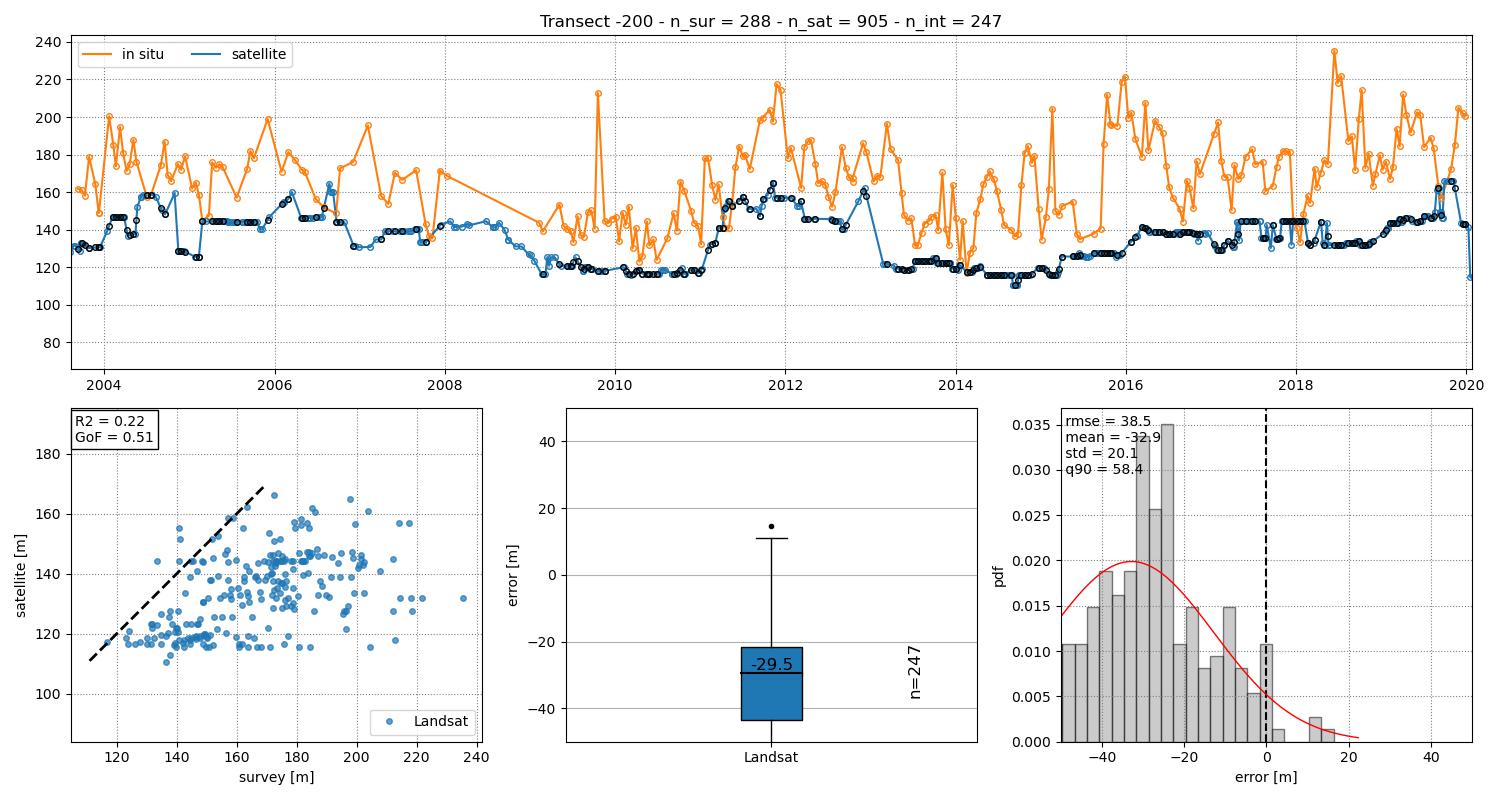 Transect -200 - n_sur = 288 - n_sat = 905 - n_int = 247
in situ
satellite
240
220
200
180
160
140
120
100
80
2004
2006
2008
2010
2012
2014
2016
2018
2020
R2 = 0.22
GoF = 0.51
satellite [m]
180
160
140
120
100
Landsat
120
140
160
180
200
220
240
survey [m]
error [m]
40
20
0
−20
−40
-29.5
n=247
Landsat
rmse = 38.5
mean = -32.9
std = 20.1
q90 = 58.4
pdf
0.035
0.030
0.025
0.020
0.015
0.010
0.005
0.000
−40
−20
0
20
40
error [m]